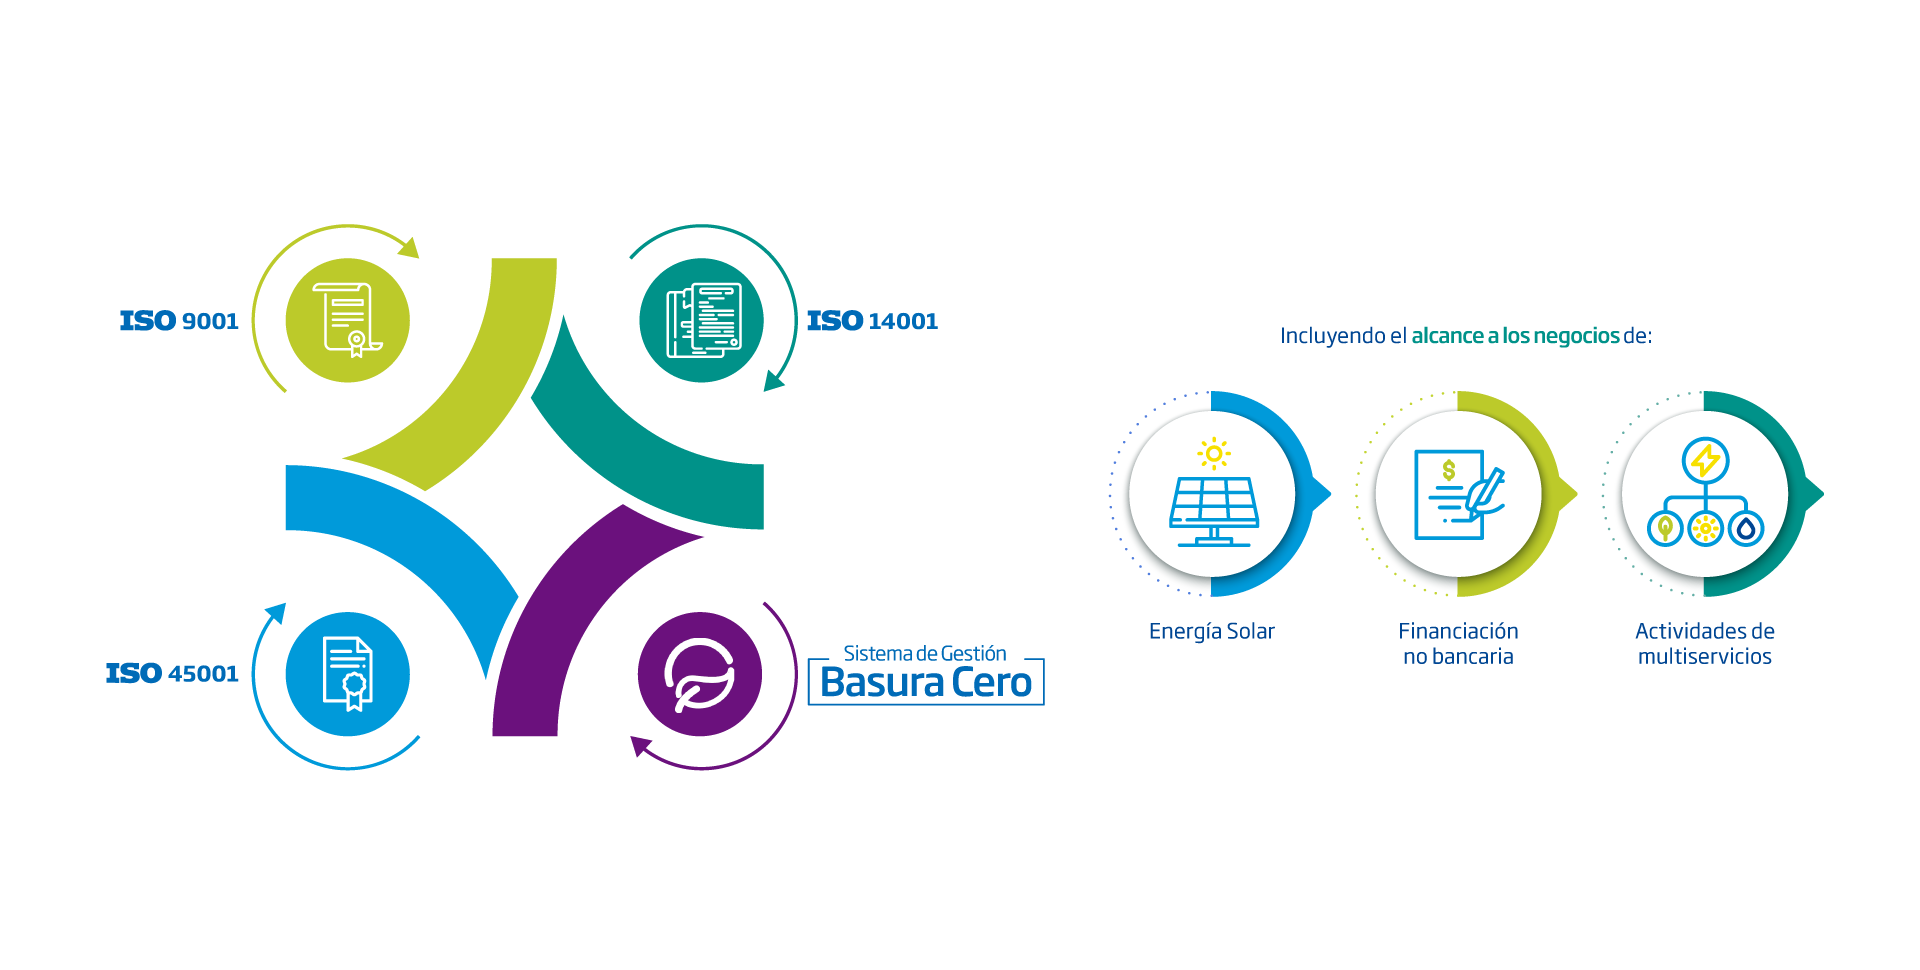 ISO 9001
ISO 14001
ISO 45001
Sistema de Gestión
Basura Cero
Incluyendo el alcance a los negocios de:
$
Energía Solar
Financiación
no bancaria
Actividades de
multiservicios